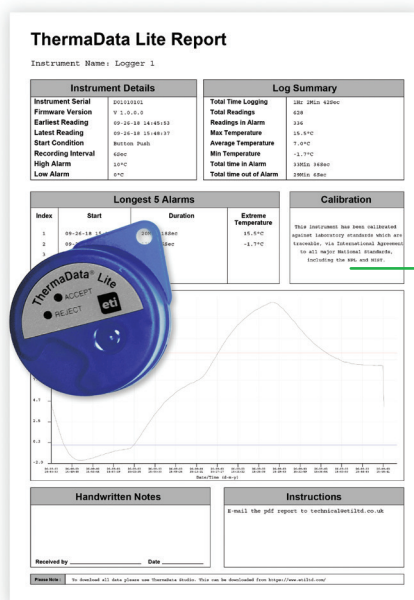 ThermaData Lite Report
Instrument Name: Logger 1
Instrument Details
Instrument Serial D01010101
Firmware Version V 1.0.0.0
Earliest Reading 09-26-18 14:45:53
Latest Reading 09-26-18 15:48:37
Start Condition Button Push
Recording Interval 6Sec
High Alarm 10°C
Low Alarm 0°C
Log Summary
Total Time Logging 1Hr 2Min 42Sec
Total Readings 628
Readings in Alarm 336
Max Temperature 15.5°C
Average Temperature 7.0°C
Min Temperature -1.7°C
Total time in Alarm 33Min 36Sec
Total time out of Alarm 29Min 6Sec
Longest 5 Alarms
Index Start Duration Extreme
Temperature
1 09-26-18 15.5°C
2 -1.7°C
3
Calibration
This instrument has been calibrated
against laboratory standards which are
traceable, via International Agreement
to all major National Standards,
including the NPL and NIST.
ThermaData® Lite
ACCEPT
REJECT
eti
Date/Time (d-m-y)
Handwritten Notes
Received by Date
Instructions
E-mail the pdf report to technical@etiltd.co.uk
Please Note : To download all data please use ThermaData Studio. This can be downloaded from https://www.etiltd.com/